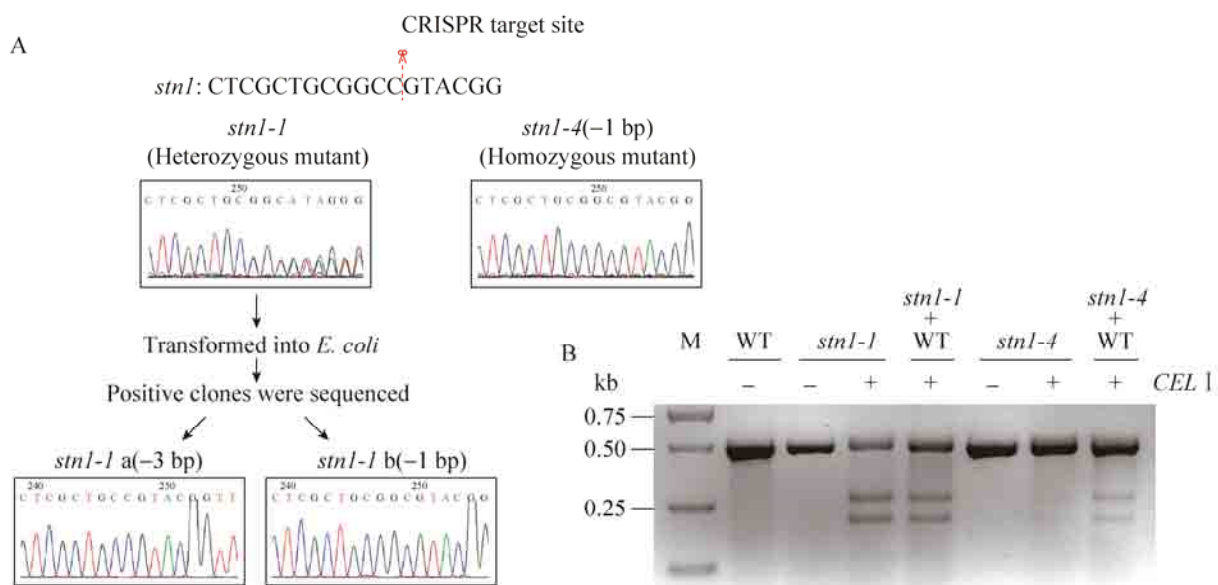 A
CRISPR target site
stn1: CTCGCTGCGGCCGTACGG
stn1-1
(Heterozygous mutant)
stn1-4(−1 bp)
(Homozygous mutant)
250
C T C G C T G C G G C A T A G G G
250
C T C G C T G C G G C G T A C G G
Transformed into E. coli
Positive clones were sequenced
stn1-1 a(−3 bp)
stn1-1 b(−1 bp)
240 250
C T C G C T G C C G T A C G G T T
240 250
C T C G C T G C G G C G T A C G G
B
M WT stn1-1 stn1-1 + WT stn1-4 stn1-4 + WT
kb − − + + − + + CEL I
0.75
0.50
0.25